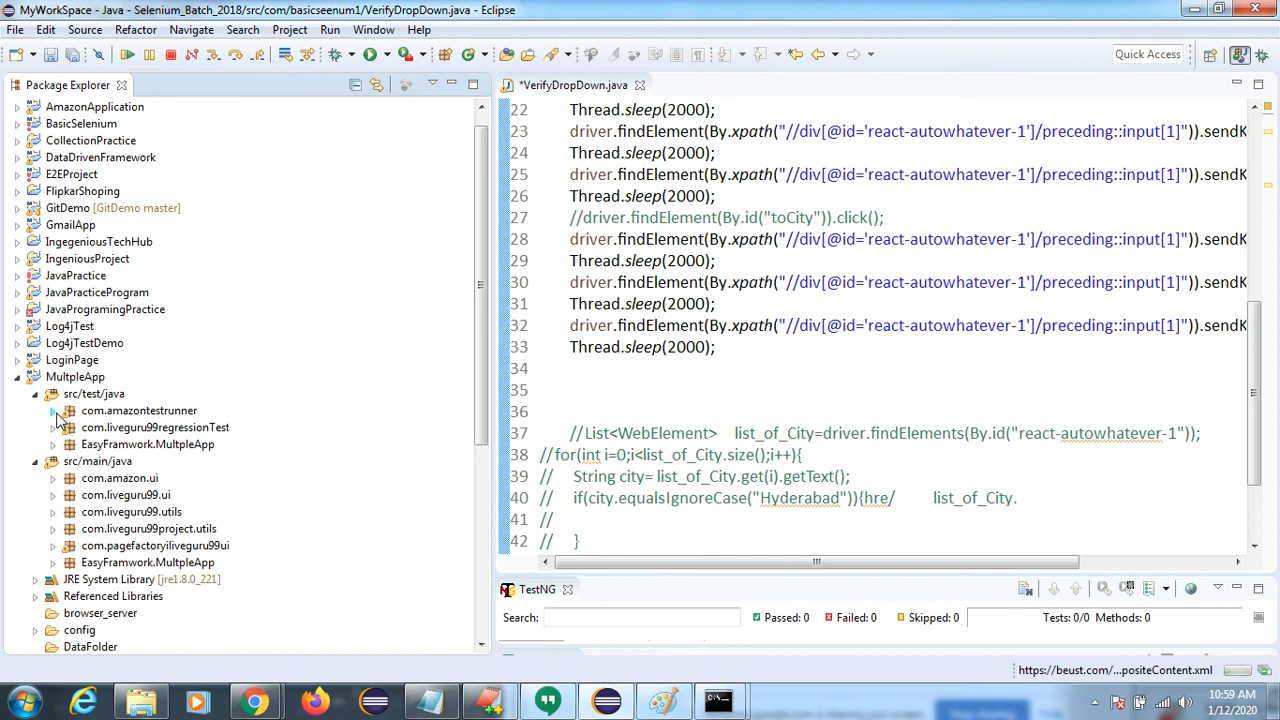 MyWorkSpace - Java - Selenium_Batch_2018/src/com/basicseenum1/VerifyDropDown.java - Eclipse
File Edit Source Refactor Navigate Search Project Run Window Help
Quick Access
Package Explorer
*VerifyDropDown.java
AmazonApplication
BasicSelenium
CollectionPractice
DataDrivenFramework
E2EProject
FlipkarShoping
GitDemo [GitDemo master]
GmailApp
IngegeniousTechHub
IngeniousProject
JavaPractice
JavaPracticeProgram
JavaProgramingPractice
Log4jTest
Log4jTestDemo
LoginPage
MultpleApp
src/test/java
com.amazontestrunner
com.liveguru99regressionTest
EasyFramwork.MultpleApp
src/main/java
com.amazon.ui
com.liveguru99.ui
com.liveguru99.utils
com.liveguru99project.utils
com.pagefactoryiliveguru99ui
EasyFramwork.MultpleApp
JRE System Library [jre1.8.0_221]
Referenced Libraries
browser_server
config
DataFolder
22 Thread.sleep(2000);
23 driver.findElement(By.xpath("//div[@id='react-autowhatever-1']/preceding::input[1]")).sendK
24 Thread.sleep(2000);
25 driver.findElement(By.xpath("//div[@id='react-autowhatever-1']/preceding::input[1]")).sendK
26 Thread.sleep(2000);
27 //driver.findElement(By.id("toCity")).click();
28 driver.findElement(By.xpath("//div[@id='react-autowhatever-1']/preceding::input[1]")).sendK
29 Thread.sleep(2000);
30 driver.findElement(By.xpath("//div[@id='react-autowhatever-1']/preceding::input[1]")).sendK
31 Thread.sleep(2000);
32 driver.findElement(By.xpath("//div[@id='react-autowhatever-1']/preceding::input[1]")).sendK
33 Thread.sleep(2000);
34
35
36
37 //List<WebElement> list_of_City=driver.findElements(By.id("react-autowhatever-1"));
38 //for(int i=0;i<list_of_City.size();i++){
39 // String city= list_of_City.get(i).getText();
40 // if(city.equalsIgnoreCase("Hyderabad")){hre/ list_of_City.
41 //
42 // }
TestNG
Search: Passed: 0 Failed: 0 Skipped: 0 Tests: 0/0 Methods: 0
https://beust.com/...positeContent.xml
10:59 AM
1/12/2020